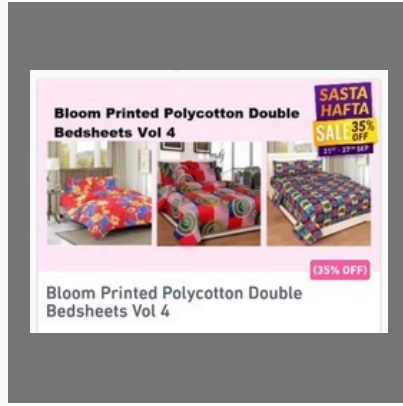 Bloom Printed Polycotton Double
Bedsheets Vol 4
SASTA
HAFTA
SALE 35%
OFF
21ST - 27TH SEP
(35% OFF)
Bloom Printed Polycotton Double
Bedsheets Vol 4